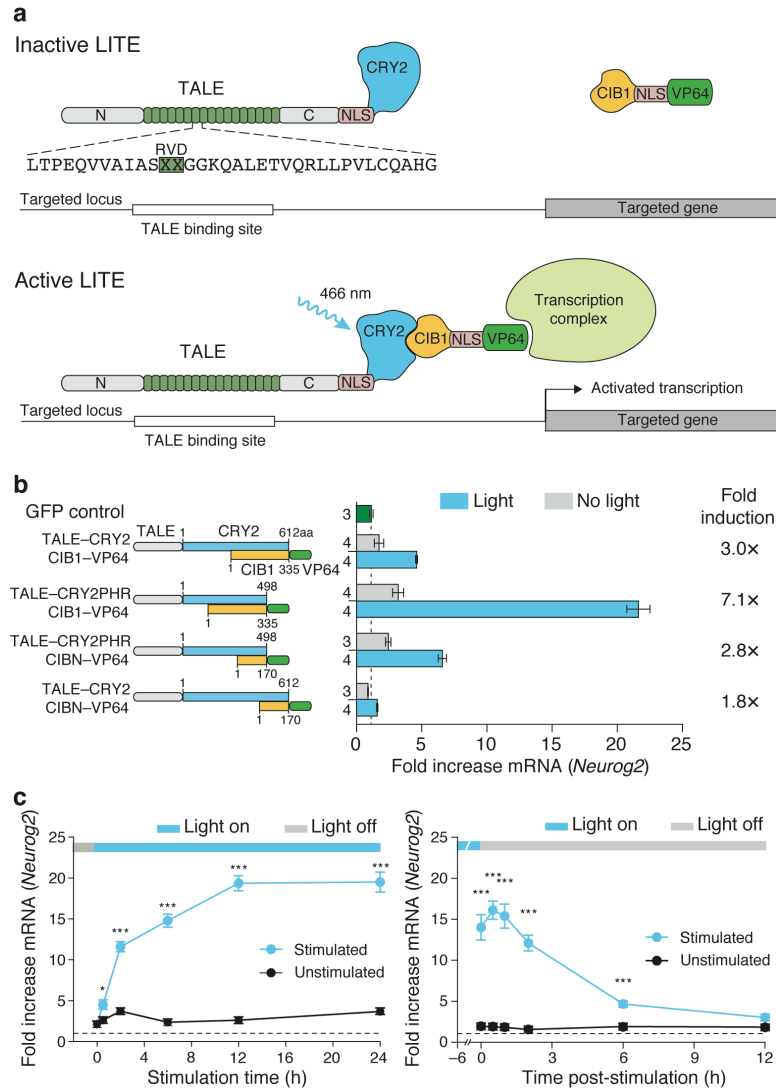 a
Inactive LITE
TALE
CRY2
CIB1 NLS VP64
N C NLS
RVD
LTPEQVVAIASXXGGKQALETVQRLLPVLCQAHG
Targeted locus
TALE binding site
Targeted gene
Active LITE
466 nm
TALE
CRY2 CIB1 NLS VP64
Transcription
complex
N C NLS
Activated transcription
Targeted locus
TALE binding site
Targeted gene
b
Light No light
Fold
induction
GFP control
3
TALE–CRY2
CIB1–VP64
TALE 1 CRY2 612aa
1 CIB1 335 VP64
4
4
3.0×
TALE–CRY2PHR
CIB1–VP64
1 498
1 335
4
4
7.1×
TALE–CRY2PHR
CIBN–VP64
1 498
1 170
3
4
2.8×
TALE–CRY2
CIBN–VP64
1 612
1 170
3
4
1.8×
0 5 10 15 20 25
Fold increase mRNA (Neurog2)
c
Fold increase mRNA (Neurog2)
Light on Light off
25
20
15
10
5
0
* *** *** *** ***
Stimulated
Unstimulated
0 4 8 12 16 20 24
Stimulation time (h)
Fold increase mRNA (Neurog2)
Light on Light off
25
20
15
10
5
0
*** *** *** *** ***
Stimulated
Unstimulated
−6 0 3 6 9 12
Time post-stimulation (h)